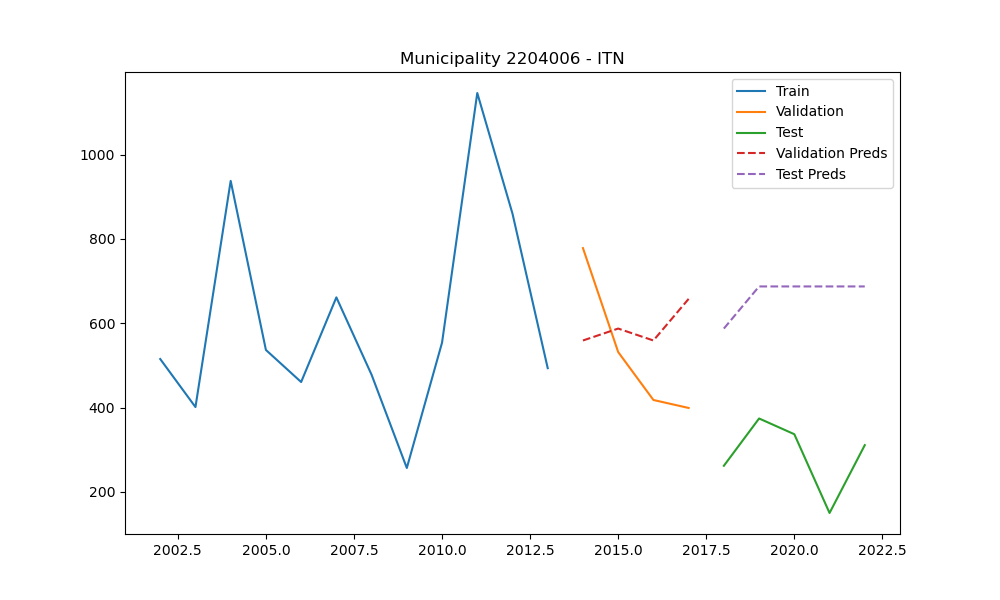 Municipality 2204006 - ITN
Train
Validation
Test
Validation Preds
Test Preds
1000
800
600
400
200
2002.5 2005.0 2007.5 2010.0 2012.5 2015.0 2017.5 2020.0 2022.5